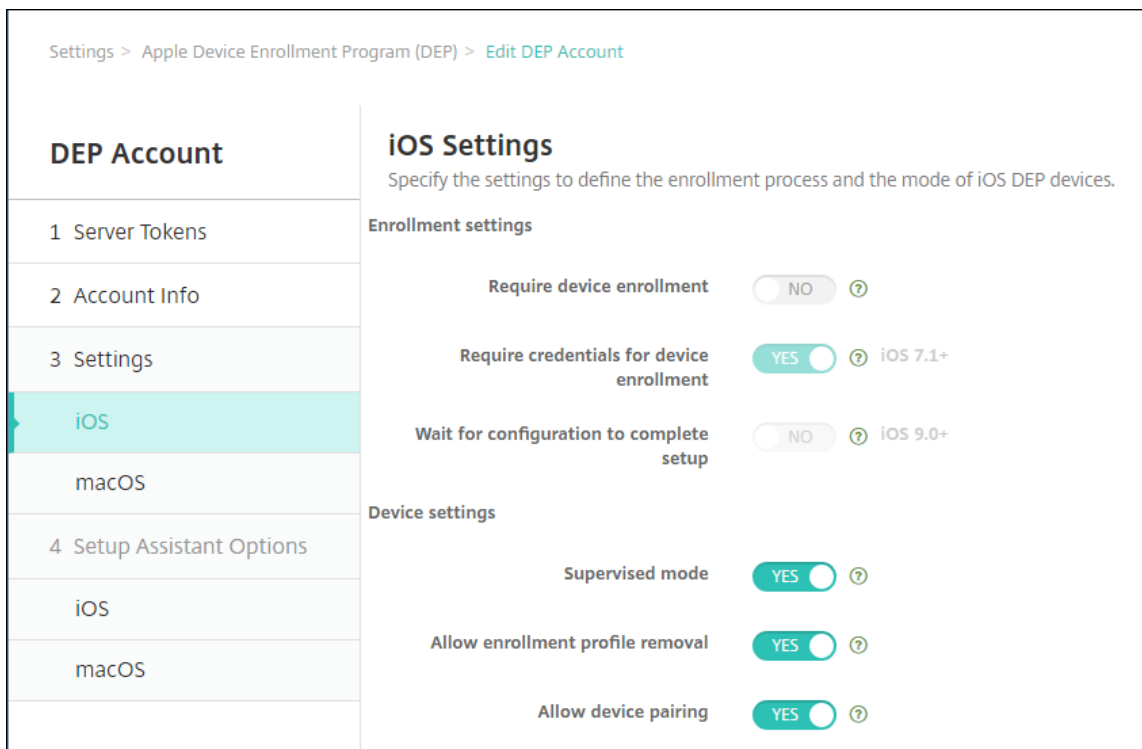 Settings > Apple Device Enrollment Program (DEP) > Edit DEP Account
DEP Account
1 Server Tokens
2 Account Info
3 Settings
iOS
macOS
4 Setup Assistant Options
iOS
macOS
iOS Settings
Specify the settings to define the enrollment process and the mode of iOS DEP devices.
Enrollment settings
Require device enrollment NO ?
Require credentials for device YES ? iOS 7.1+
enrollment
Wait for configuration to complete NO ? iOS 9.0+
setup
Device settings
Supervised mode YES ?
Allow enrollment profile removal YES ?
Allow device pairing YES ?